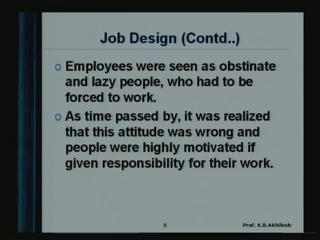 Job Design (Contd..)
o Employees were seen as obstinate
and lazy people, who had to be
forced to work.
o As time passed by, it was realized
that this attitude was wrong and
people were highly motivated if
given responsibility for their work.
8 Prof. K.B.Akhilesh